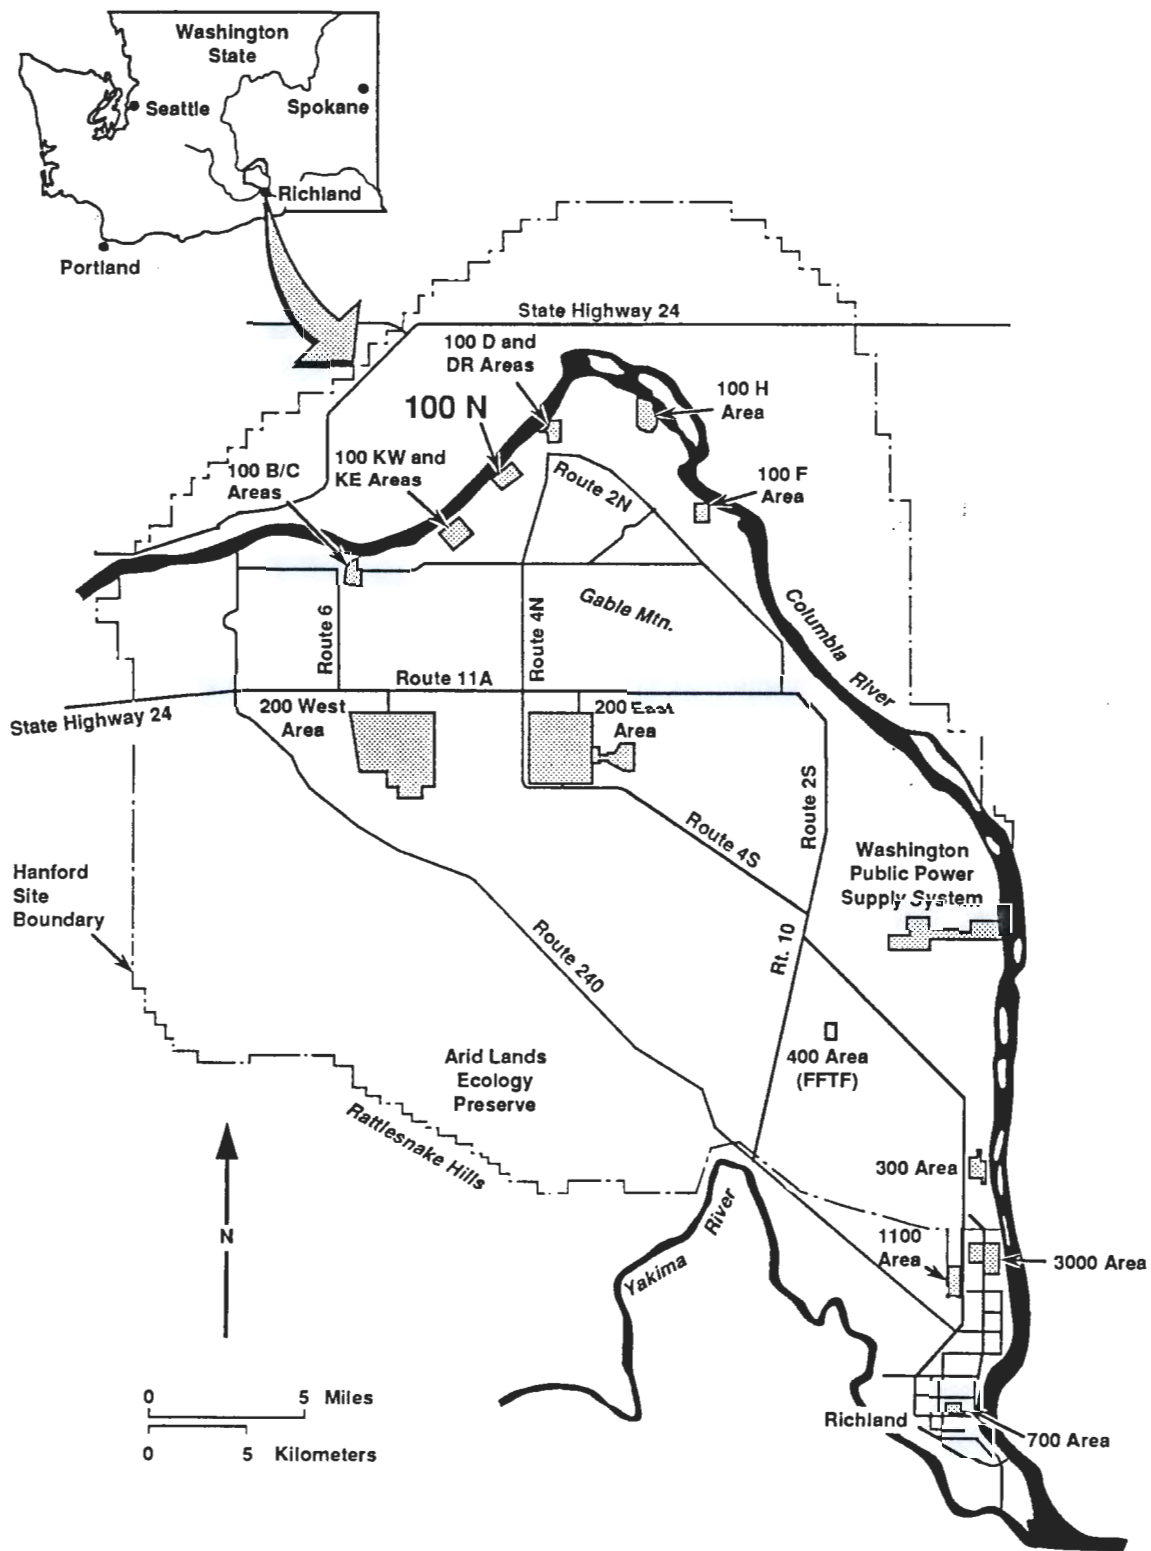 Washington
State
Seattle
Spokane
Richland
Portland
State Highway 24
100 D and
DR Areas
100 H
Area
100 N
100 KW and
KE Areas
100 B/C
Areas
100 F
Area
Route 2N
Gable Mtn.
Columbia
River
Route 6
Route 4N
Route 11A
State Highway 24
200 West
Area
200 East
Area
Route 2S
Route 4S
Washington
Public Power
Supply System
Hanford
Site
Boundary
Route 240
Rt. 10
400 Area
(FFTF)
Arid Lands
Ecology
Preserve
Rattlesnake Hills
300 Area
N
Yakima
River
1100
Area
3000 Area
0 5 Miles
0 5 Kilometers
Richland
700 Area